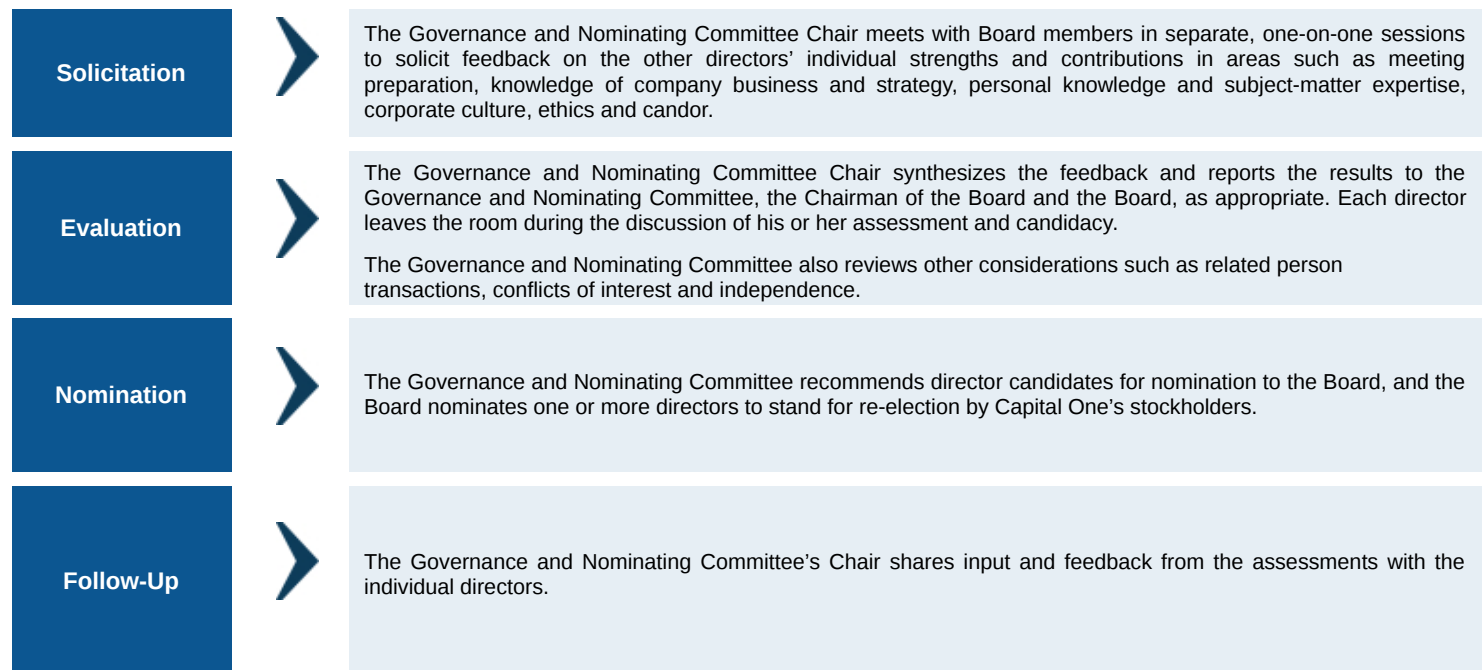 Solicitation
The Governance and Nominating Committee Chair meets with Board members in separate, one-on-one sessions
to solicit feedback on the other directors’ individual strengths and contributions in areas such as meeting
preparation, knowledge of company business and strategy, personal knowledge and subject-matter expertise,
corporate culture, ethics and candor.
Evaluation
The Governance and Nominating Committee Chair synthesizes the feedback and reports the results to the
Governance and Nominating Committee, the Chairman of the Board and the Board, as appropriate. Each director
leaves the room during the discussion of his or her assessment and candidacy.
The Governance and Nominating Committee also reviews other considerations such as related person
transactions, conflicts of interest and independence.
Nomination
The Governance and Nominating Committee recommends director candidates for nomination to the Board, and the
Board nominates one or more directors to stand for re-election by Capital One’s stockholders.
Follow-Up
The Governance and Nominating Committee’s Chair shares input and feedback from the assessments with the
individual directors.